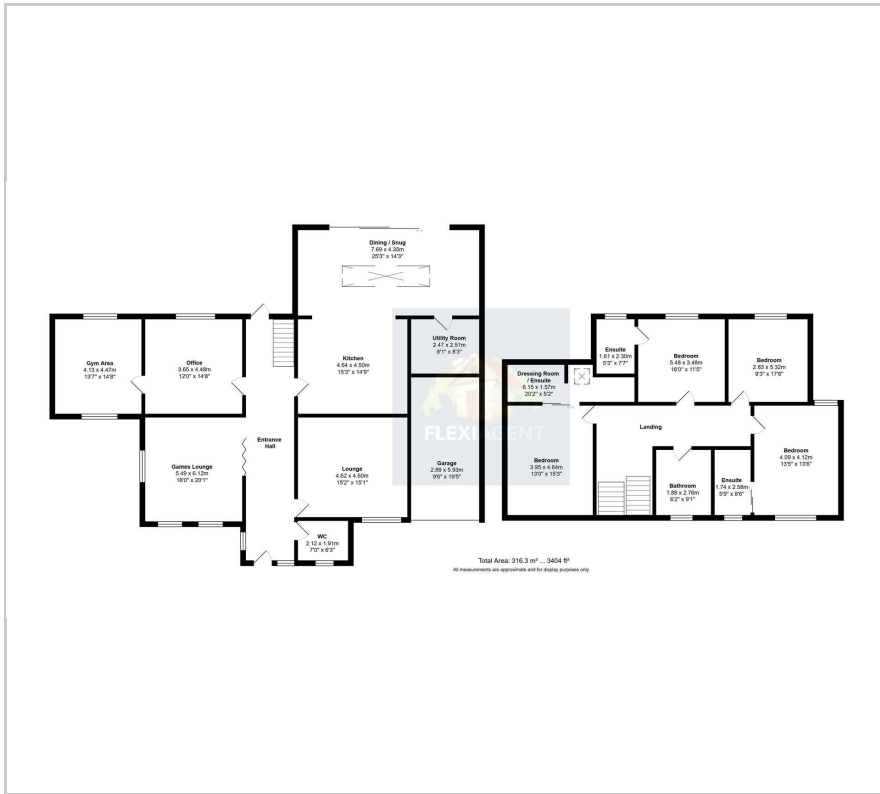 Dining / Snug
7.69 x 4.35m
25'3" x 14'3"
Gym Area
4.13 x 4.47m
13'7" x 14'8"
Office
3.65 x 4.48m
12'0" x 14'8"
Kitchen
4.64 x 4.50m
15'3" x 14'9"
Utility Room
2.47 x 2.51m
8'1" x 8'3"
Games Lounge
5.49 x 6.12m
18'0" x 20'1"
Entrance
Hall
Lounge
4.62 x 4.60m
15'2" x 15'1"
Garage
2.89 x 5.93m
9'6" x 19'5"
WC
2.12 x 1.91m
7'0" x 6'3"
Ensuite
1.61 x 2.30m
5'3" x 7'7"
Bedroom
5.48 x 3.48m
18'0" x 11'5"
Bedroom
2.83 x 5.32m
9'3" x 17'6"
Dressing Room
/ Ensuite
6.15 x 1.57m
20'2" x 5'2"
Landing
Bedroom
3.95 x 4.64m
13'0" x 15'3"
Bathroom
1.88 x 2.76m
6'2" x 9'1"
Ensuite
1.74 x 2.58m
5'9" x 8'6"
Bedroom
4.09 x 4.12m
13'5" x 13'6"
FLEXIAGENT
Total Area: 316.3 m² ... 3404 ft²
All measurements are approximate and for display purposes only